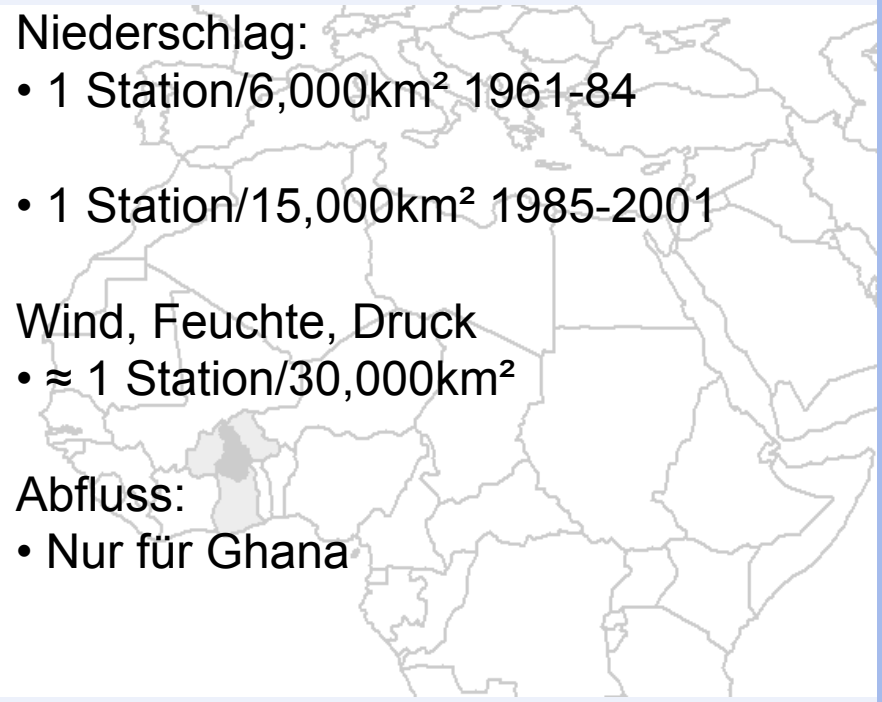 Niederschlag:
• 1 Station/6,000km² 1961-84
• 1 Station/15,000km² 1985-2001
Wind, Feuchte, Druck
• ≈ 1 Station/30,000km²
Abfluss:
• Nur für Ghana